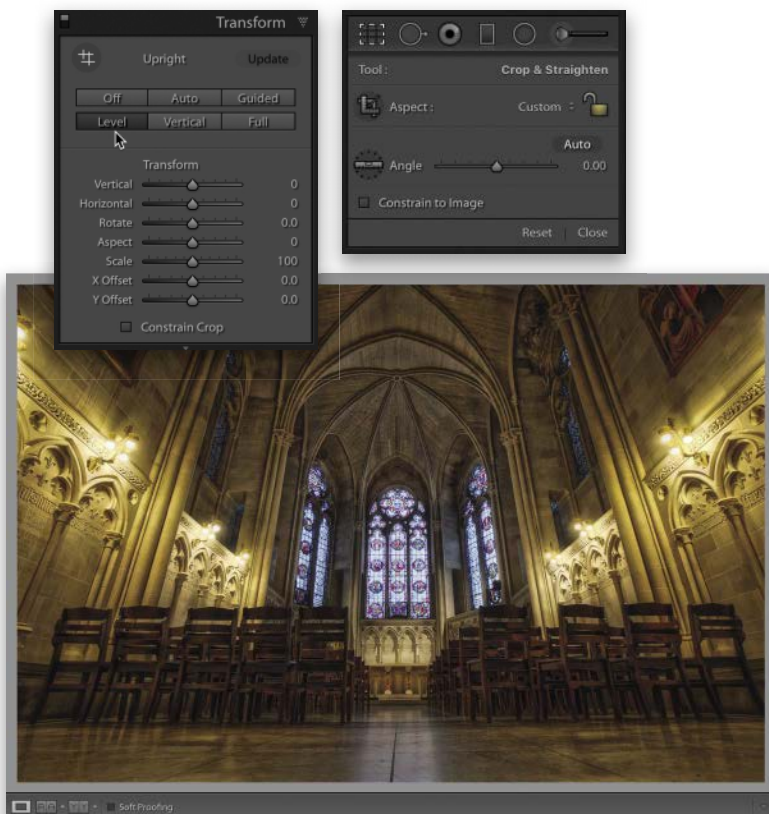 Transform
Upright Update
Off Auto Guided
Level Vertical Full
Transform
Vertical 0
Horizontal 0
Rotate 0.0
Aspect 0
Scale 100
X Offset 0.0
Y Offset 0.0
Constrain Crop
Tool : Crop & Straighten
Aspect : Custom
Auto
Angle 0.00
Constrain to Image
Reset Close
Soft Proofing